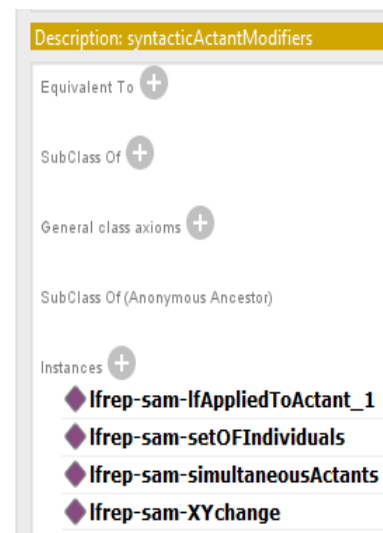 Description: syntacticActantModifiers
Equivalent To
SubClass Of
General class axioms
SubClass Of (Anonymous Ancestor)
Instances
lfrep-sam-lfAppliedToActant_1
lfrep-sam-setOFIndividuals
lfrep-sam-simultaneousActants
lfrep-sam-XYchange